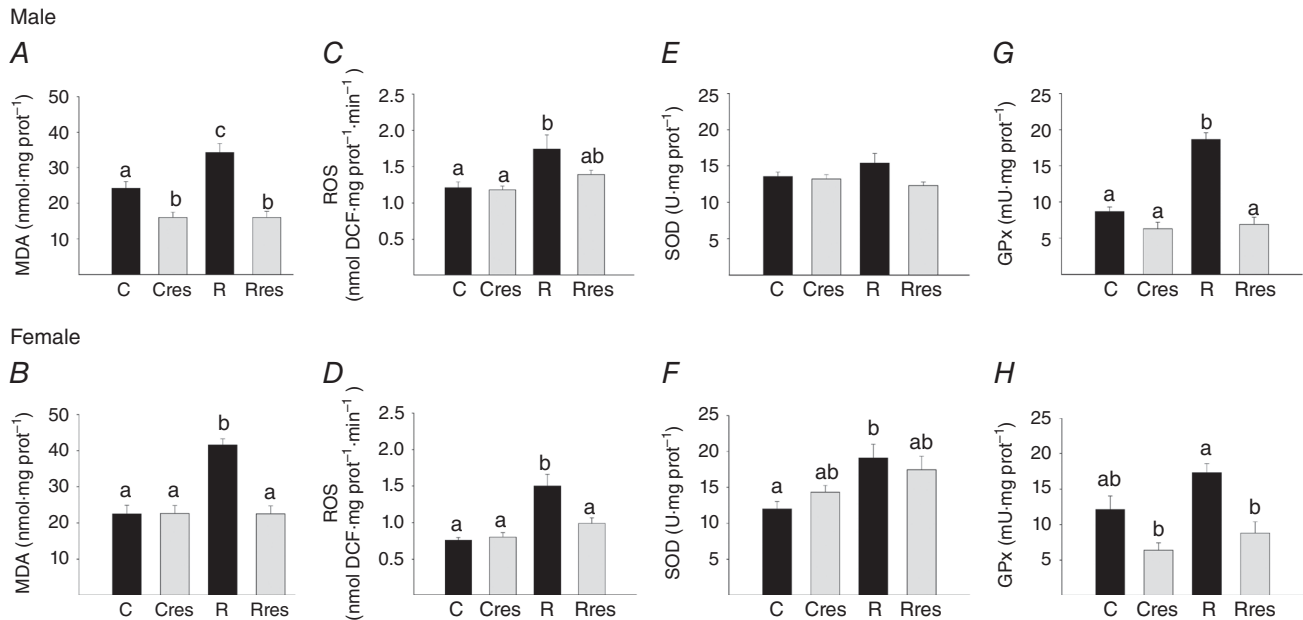 Male
A
MDA (nmol·mg prot⁻¹)
50
40
30
20
10
a
b
c
b
C Cres R Rres
C
ROS
(nmol DCF·mg prot⁻¹·min⁻¹)
2.5
2.0
1.5
1.0
0.5
a
a
b
ab
C Cres R Rres
E
SOD (U·mg prot⁻¹)
25
20
15
10
5
C Cres R Rres
G
GPx (mU·mg prot⁻¹)
25
20
15
10
5
a
a
b
a
C Cres R Rres
Female
B
MDA (nmol·mg prot⁻¹)
50
40
30
20
10
a
a
b
a
C Cres R Rres
D
ROS
(nmol DCF·mg prot⁻¹·min⁻¹)
2.5
2.0
1.5
1.0
0.5
a
a
b
a
C Cres R Rres
F
SOD (U·mg prot⁻¹)
25
20
15
10
5
a
ab
b
ab
C Cres R Rres
H
GPx (mU·mg prot⁻¹)
25
20
15
10
5
ab
b
a
b
C Cres R Rres